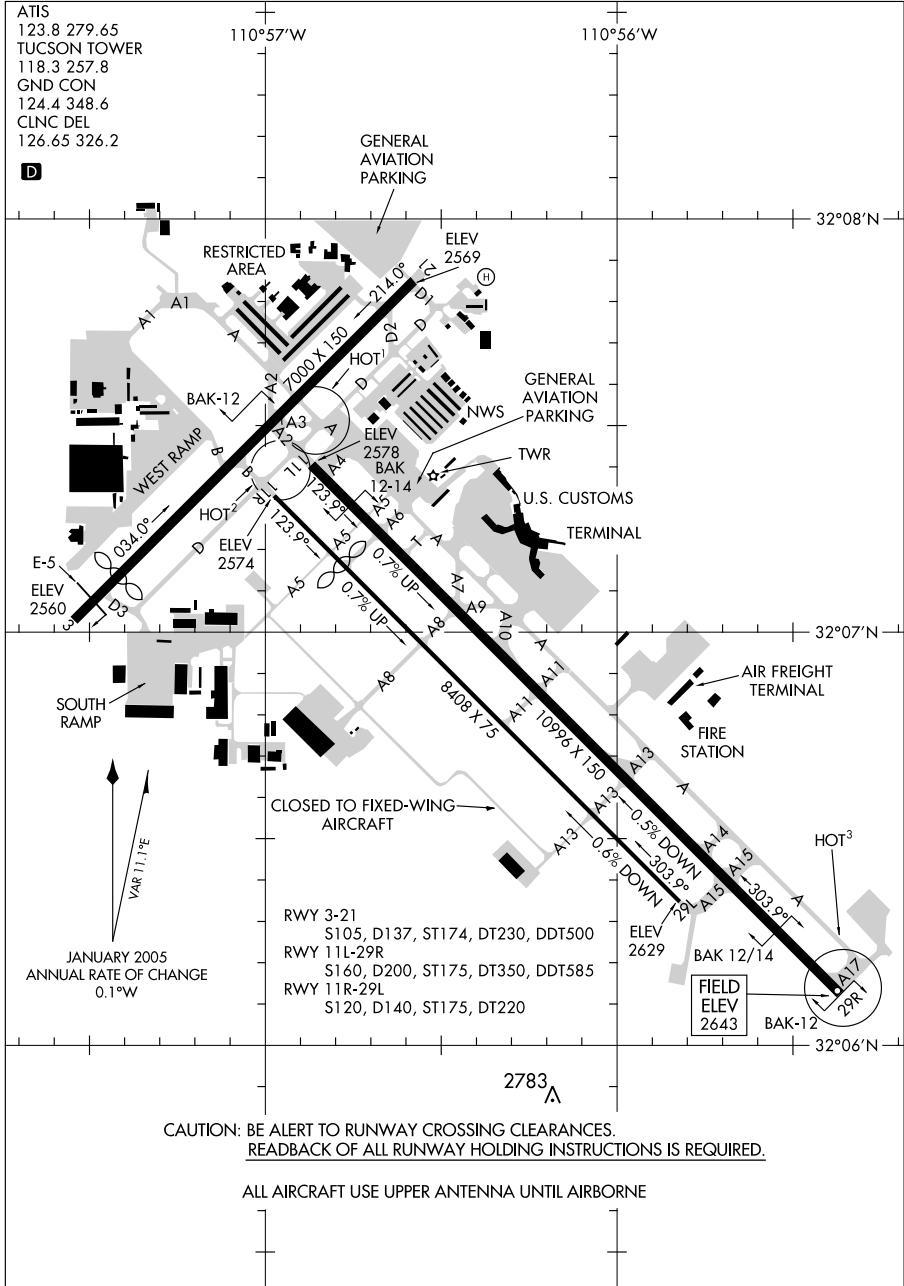 ATIS
123.8 279.65
TUCSON TOWER
118.3 257.8
GND CON
124.4 348.6
CLNC DEL
126.65 326.2
D
110°57'W
110°56'W
GENERAL
AVIATION
PARKING
32°08'N
RESTRICTED
AREA
ELEV
2569
21
H
214.0°
D1
A1
A1
A
D2
D
7000 X 150
HOT1
D
A2
BAK-12
GENERAL
AVIATION
PARKING
NWS
A3
A
A2
ELEV
2578
BAK
12-14
TWR
WEST RAMP
B
B
11L
A4
11R
123.9°
U.S. CUSTOMS
TERMINAL
HOT2
034.0°
D
ELEV
2574
123.9°
A5
A6
A
T
A5
0.7% UP
E-5
ELEV
2560
D3
3
A5
0.7% UP
A7
A9
A8
A10
A
32°07'N
A8
A11
A11
8408 X 75
10996 X 150
AIR FREIGHT
TERMINAL
FIRE
STATION
SOUTH
RAMP
A13
A
CLOSED TO FIXED-WING
AIRCRAFT
A13
A13
0.5% DOWN
0.6% DOWN
303.9°
A14
A15
A15
303.9°
A
HOT3
29L
ELEV
2629
VAR 11.1°E
JANUARY 2005
ANNUAL RATE OF CHANGE
0.1°W
RWY 3-21
S105, D137, ST174, DT230, DDT500
RWY 11L-29R
S160, D200, ST175, DT350, DDT585
RWY 11R-29L
S120, D140, ST175, DT220
BAK 12/14
FIELD
ELEV
2643
A17
29R
BAK-12
32°06'N
2783
CAUTION: BE ALERT TO RUNWAY CROSSING CLEARANCES.
READBACK OF ALL RUNWAY HOLDING INSTRUCTIONS IS REQUIRED.
ALL AIRCRAFT USE UPPER ANTENNA UNTIL AIRBORNE